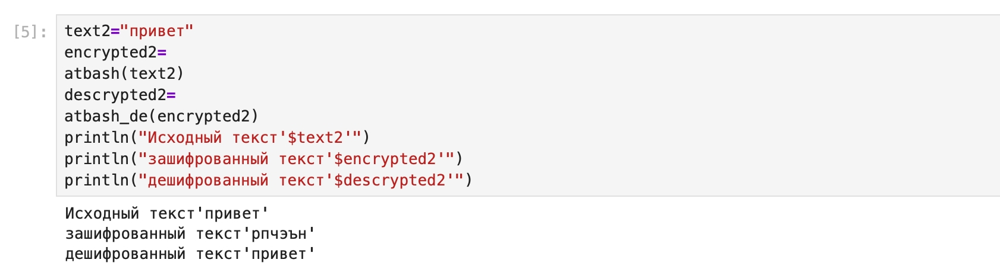 [5]:
text2="привет"
encrypted2=
atbash(text2)
descrypted2=
atbash_de(encrypted2)
println("Исходный текст'$text2'")
println("зашифрованный текст'$encrypted2'")
println("дешифрованный текст'$descrypted2'")
Исходный текст'привет'
зашифрованный текст'рпчэън'
дешифрованный текст'привет'